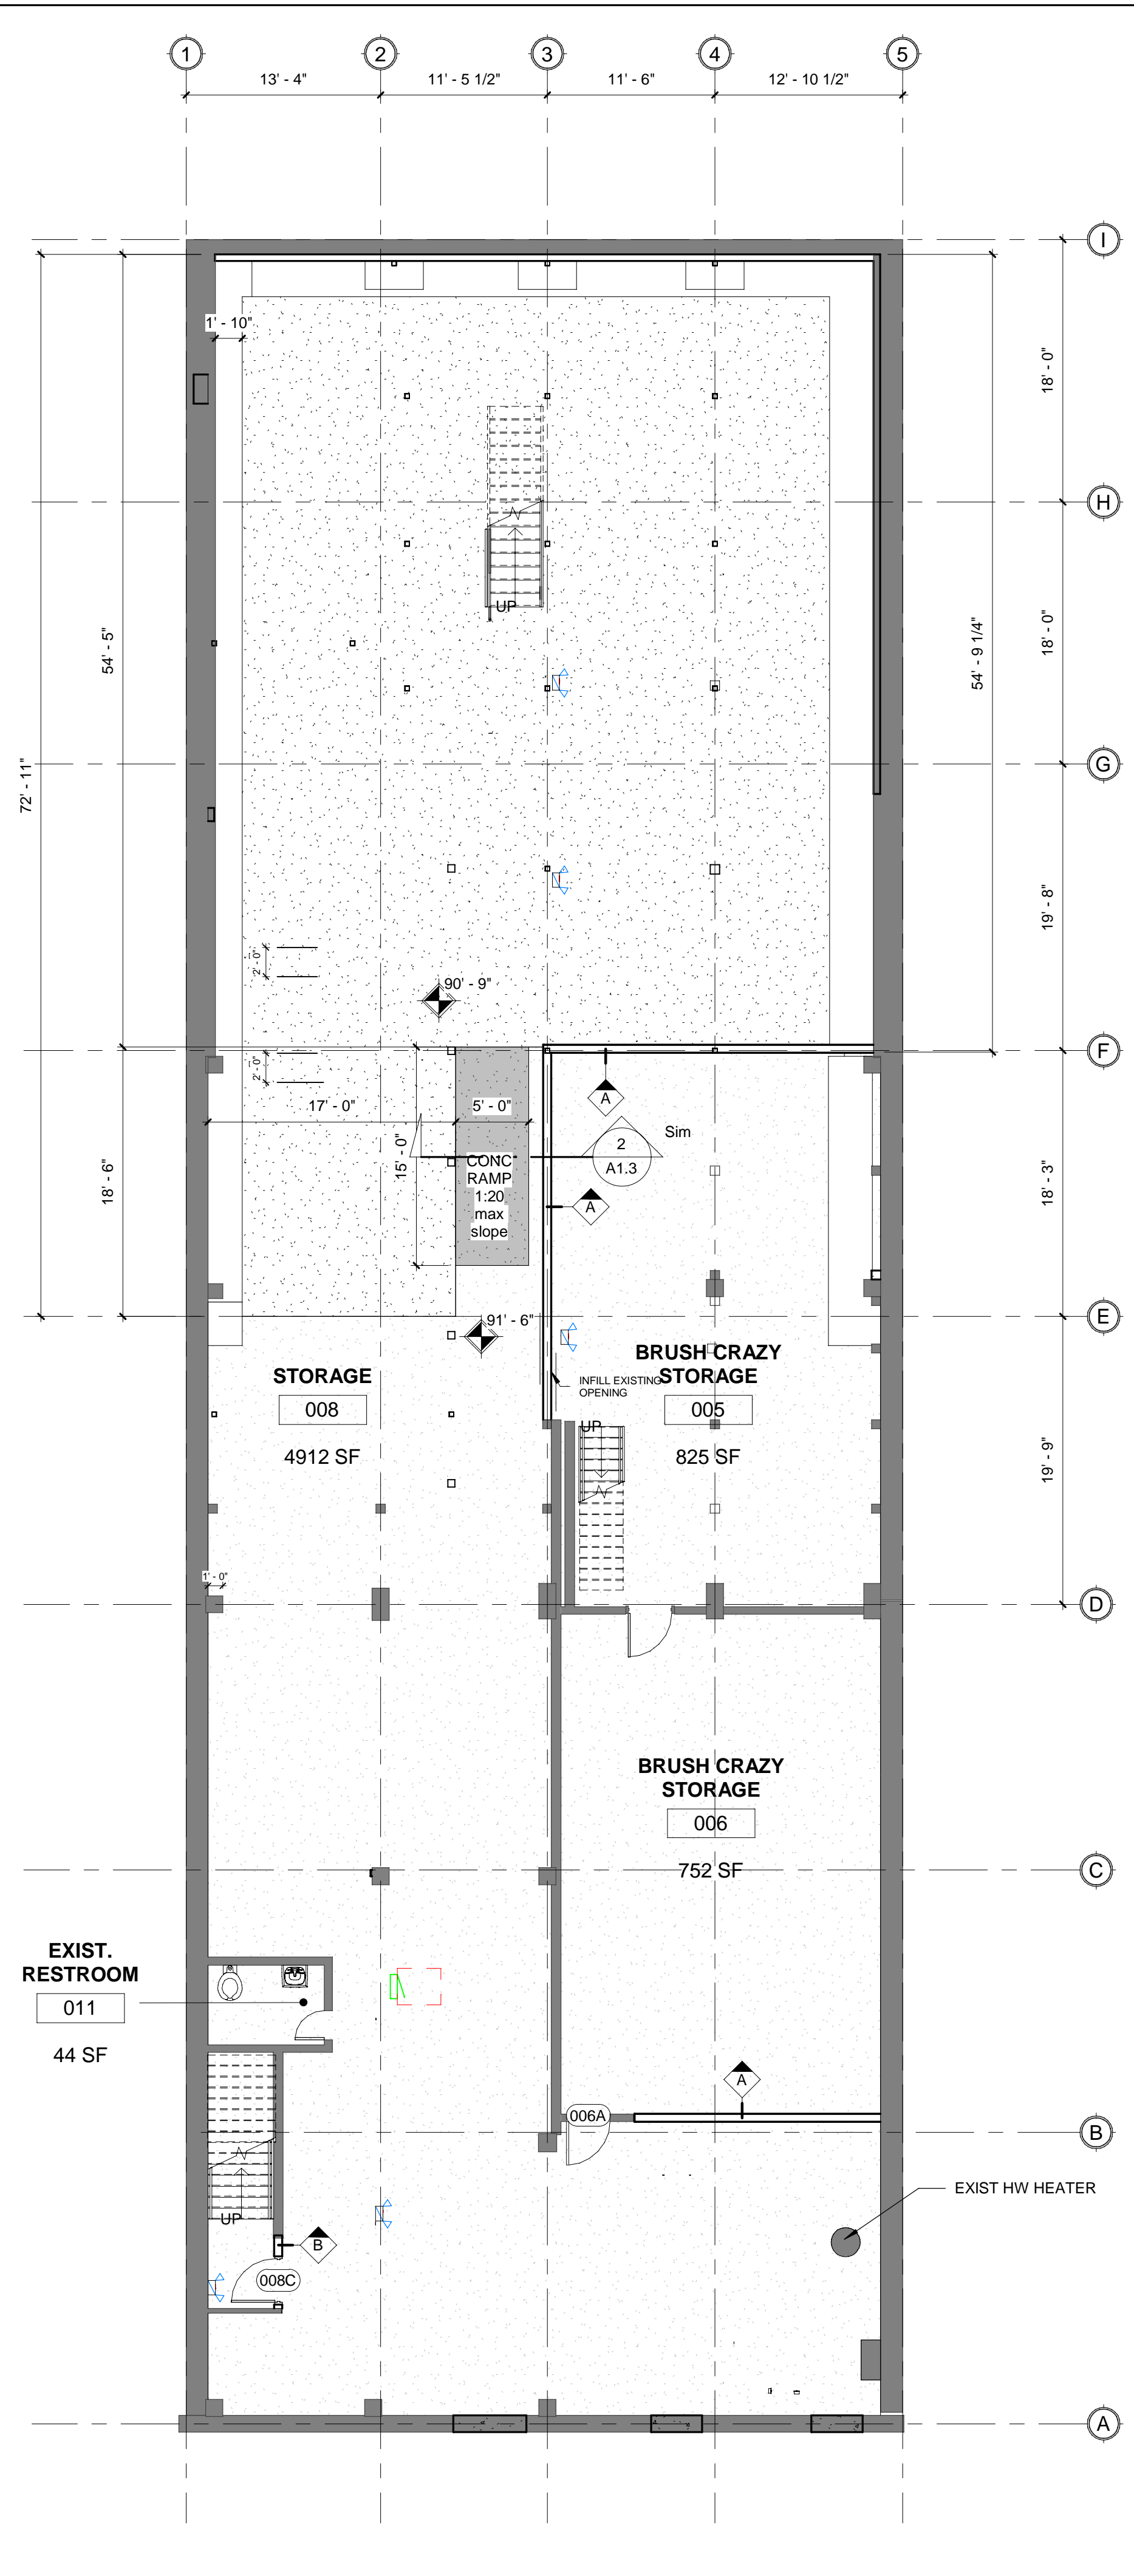 1
2
3
4
5
13' - 4"
11' - 5 1/2"
11' - 6"
12' - 10 1/2"
I
1' - 10"
18' - 0"
H
UP
54' - 5"
54' - 9 1/4"
18' - 0"
72' - 11"
G
19' - 8"
2' - 0"
90' - 9"
F
2' - 0"
17' - 0"
5' - 0"
A
2
A1.3
Sim
15' - 0"
CONC
RAMP
1:20
max
slope
18' - 6"
18' - 3"
A
91' - 6"
E
STORAGE
008
4912 SF
INFILL EXISTING
OPENING
BRUSH CRAZY
STORAGE
005
825 SF
UP
19' - 9"
1' - 0"
D
BRUSH CRAZY
STORAGE
006
752 SF
C
EXIST.
RESTROOM
011
44 SF
A
006A
B
EXIST HW HEATER
UP
B
008C
A